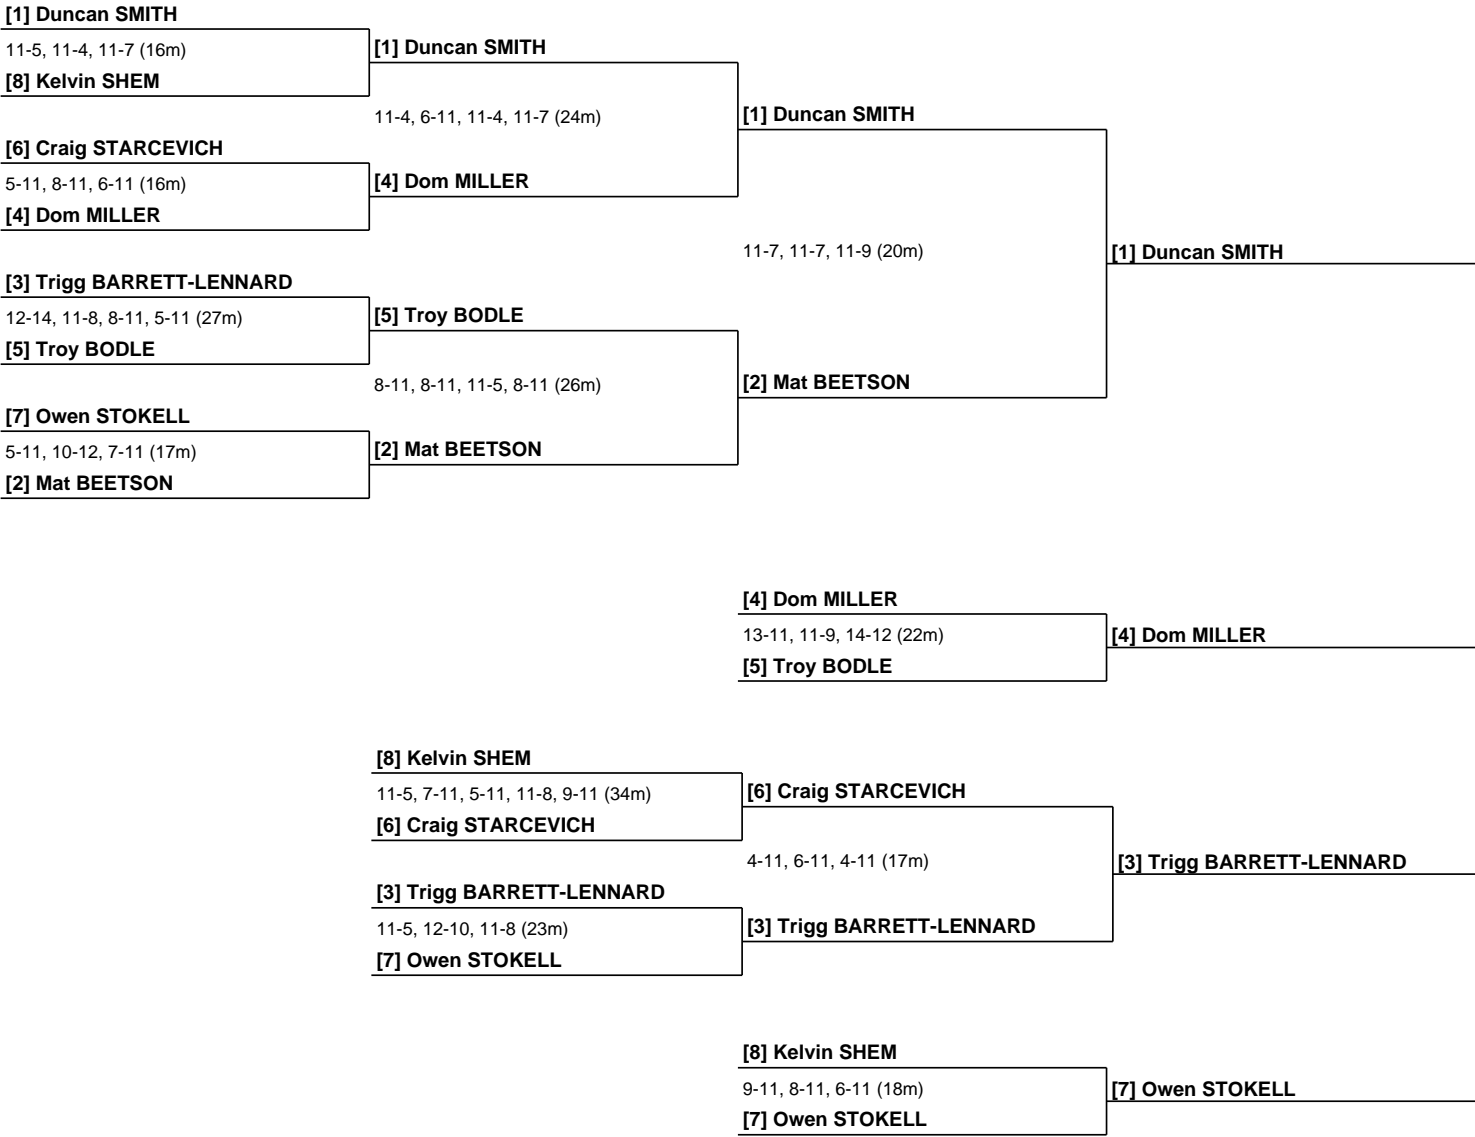 [1] Duncan SMITH
11-5, 11-4, 11-7 (16m)
[8] Kelvin SHEM
[6] Craig STARCEVICH
5-11, 8-11, 6-11 (16m)
[4] Dom MILLER
[3] Trigg BARRETT-LENNARD
12-14, 11-8, 8-11, 5-11 (27m)
[5] Troy BODLE
[7] Owen STOKELL
5-11, 10-12, 7-11 (17m)
[2] Mat BEETSON
[1] Duncan SMITH
11-4, 6-11, 11-4, 11-7 (24m)
[4] Dom MILLER
[5] Troy BODLE
8-11, 8-11, 11-5, 8-11 (26m)
[2] Mat BEETSON
[1] Duncan SMITH
11-7, 11-7, 11-9 (20m)
[2] Mat BEETSON
[1] Duncan SMITH
[4] Dom MILLER
13-11, 11-9, 14-12 (22m)
[5] Troy BODLE
[4] Dom MILLER
[8] Kelvin SHEM
11-5, 7-11, 5-11, 11-8, 9-11 (34m)
[6] Craig STARCEVICH
[3] Trigg BARRETT-LENNARD
11-5, 12-10, 11-8 (23m)
[7] Owen STOKELL
[6] Craig STARCEVICH
4-11, 6-11, 4-11 (17m)
[3] Trigg BARRETT-LENNARD
[3] Trigg BARRETT-LENNARD
[8] Kelvin SHEM
9-11, 8-11, 6-11 (18m)
[7] Owen STOKELL
[7] Owen STOKELL